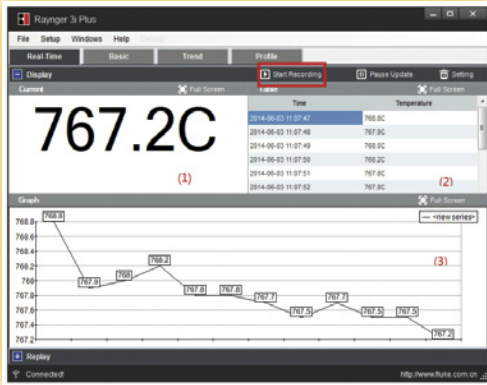 Raynger 3i Plus
File Setup Windows Help
Real-Time Basic Trend Profile
Display Start Recording Pause Update Setting
Current Full Screen Table Full Screen
Time Temperature
767.2C
2014-06-03 11:07:47 768.8C
2014-06-03 11:07:48 767.9C
2014-06-03 11:07:49 768.0C
2014-06-03 11:07:50 768.2C
2014-06-03 11:07:51 767.8C
2014-06-03 11:07:52 767.8C
(1)
(2)
Graph Full Screen
<new series>
(3)
768.8
768.6
768.4
768.2
768
767.8
767.6
767.4
767.2
768.8
767.9
768
768.2
767.8
767.8
767.7
767.5
767.7
767.5
767.5
767.2
Replay
Connected! http://www.fluke.com.cn